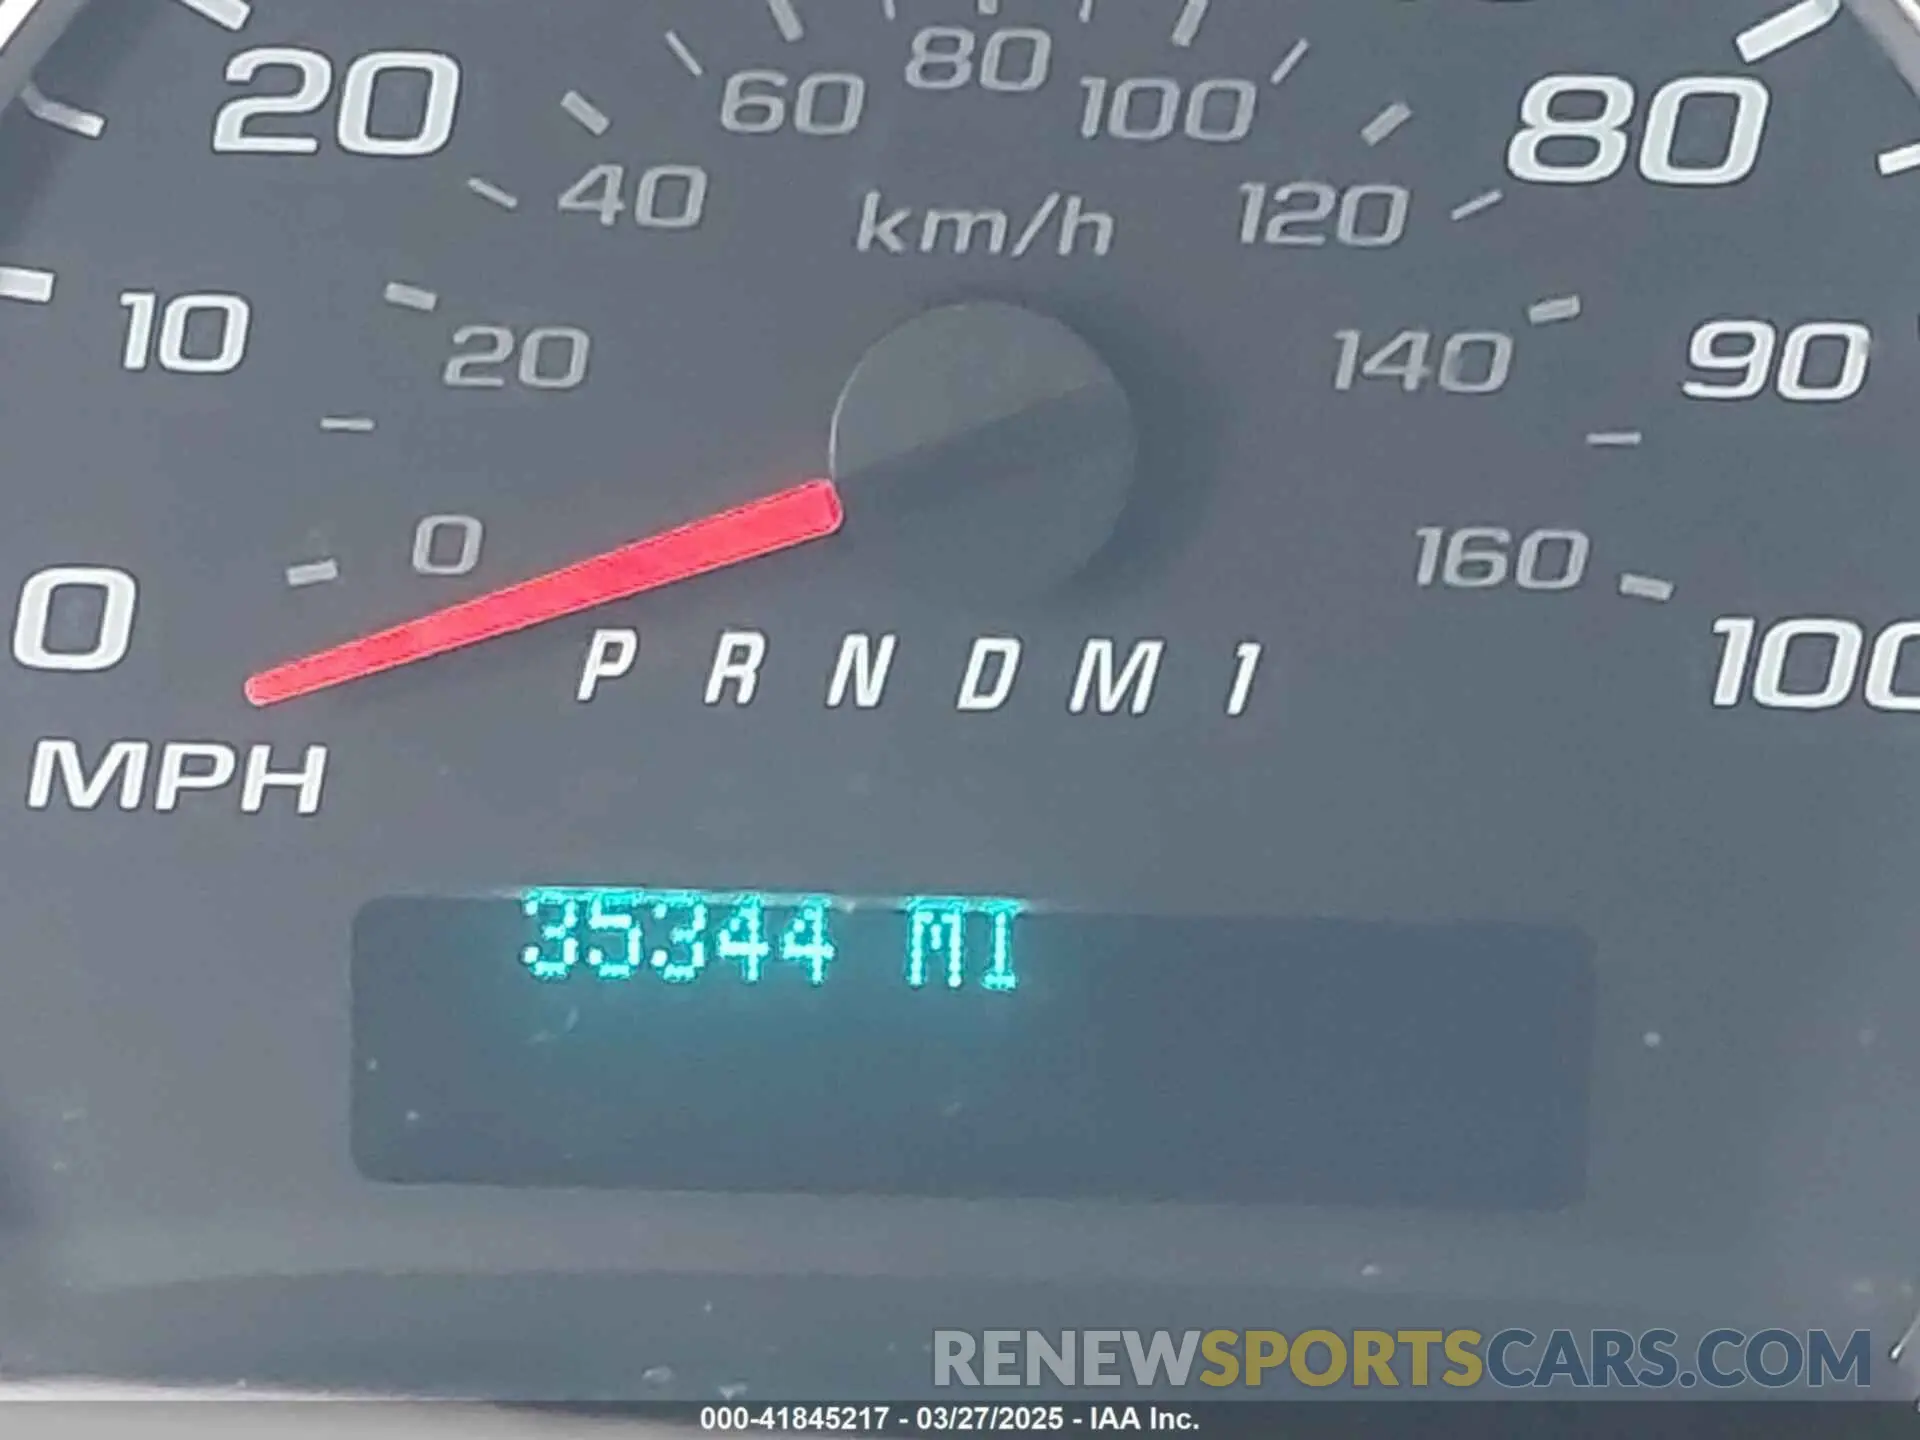 80
60 100
20 80
40 120
km/h
10 20 140 90
0 160
0 100
P R N D M 1
MPH
35344 MI
RENEWSPORTSCARS.COM
000-41845217 - 03/27/2025 - IAA Inc.